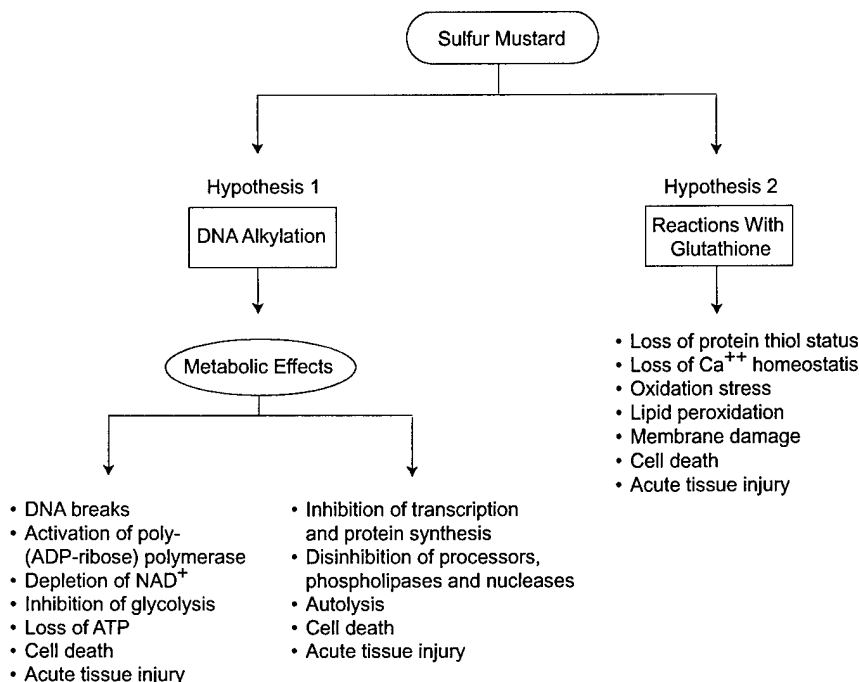 Sulfur Mustard
Hypothesis 1
DNA Alkylation
Metabolic Effects
• DNA breaks
• Activation of poly-
(ADP-ribose) polymerase
• Depletion of NAD+
• Inhibition of glycolysis
• Loss of ATP
• Cell death
• Acute tissue injury
• Inhibition of transcription
and protein synthesis
• Disinhibition of processors,
phospholipases and nucleases
• Autolysis
• Cell death
• Acute tissue injury
Hypothesis 2
Reactions With
Glutathione
• Loss of protein thiol status
• Loss of Ca++ homeostatis
• Oxidation stress
• Lipid peroxidation
• Membrane damage
• Cell death
• Acute tissue injury